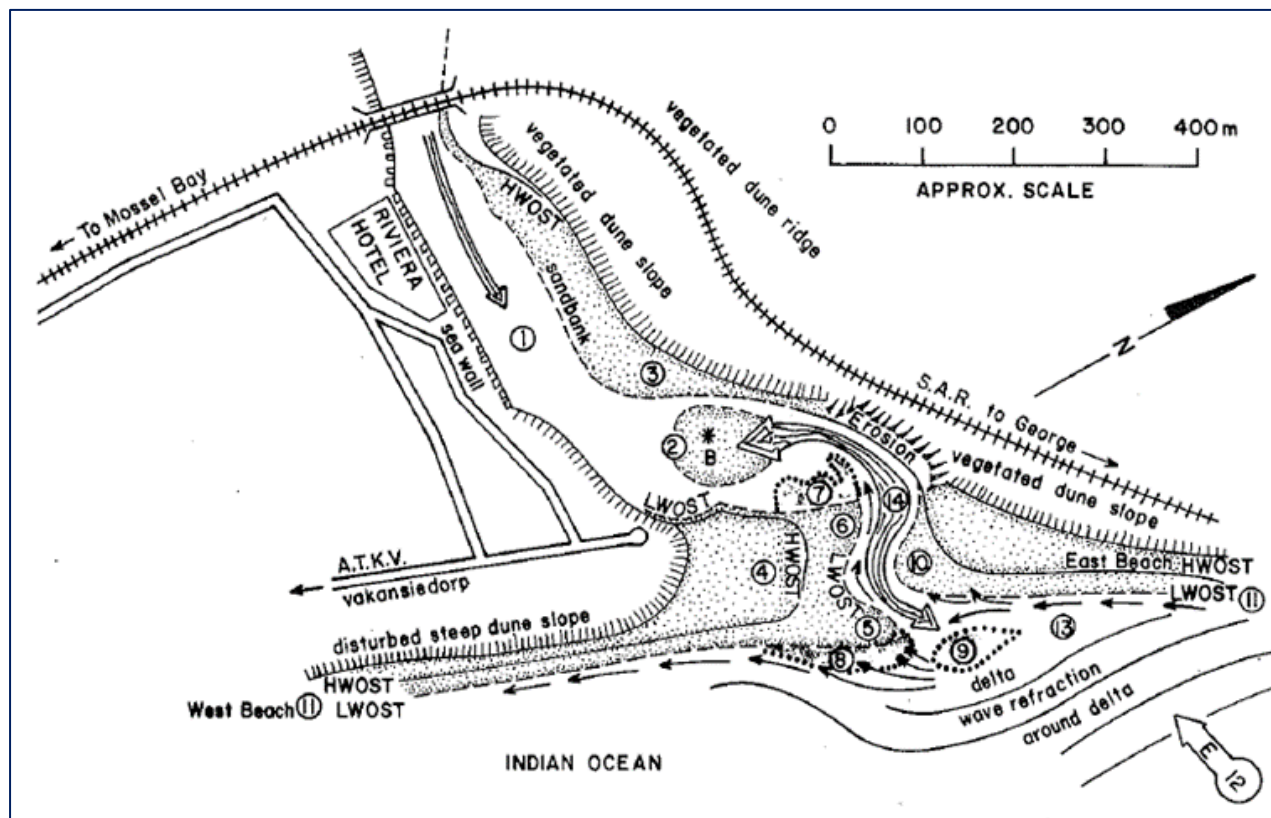 0 100 200 300 400 m
APPROX. SCALE
vegetated dune ridge
vegetated dune slope
To Mossel Bay
HWOST
RIVIERA
HOTEL
sandbank
sea wall
1
3
N
S.A.R. to George
Erosion
vegetated dune slope
2
B
7
14
LWOST
6
HWOST
4
LWOST
10
East Beach HWOST
LWOST 11
A.T.K.V.
vakansiedorp
5
13
disturbed steep dune slope
8
9
HWOST
West Beach 11 LWOST
delta
wave refraction
around delta
INDIAN OCEAN
E 12